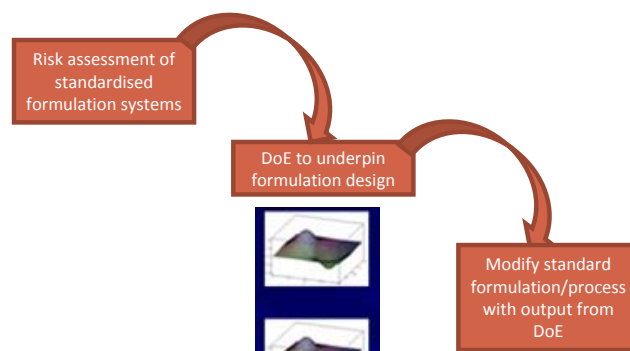 Risk assessment of
standardised
formulation systems
DoE to underpin
formulation design
Modify standard
formulation/process
with output from
DoE